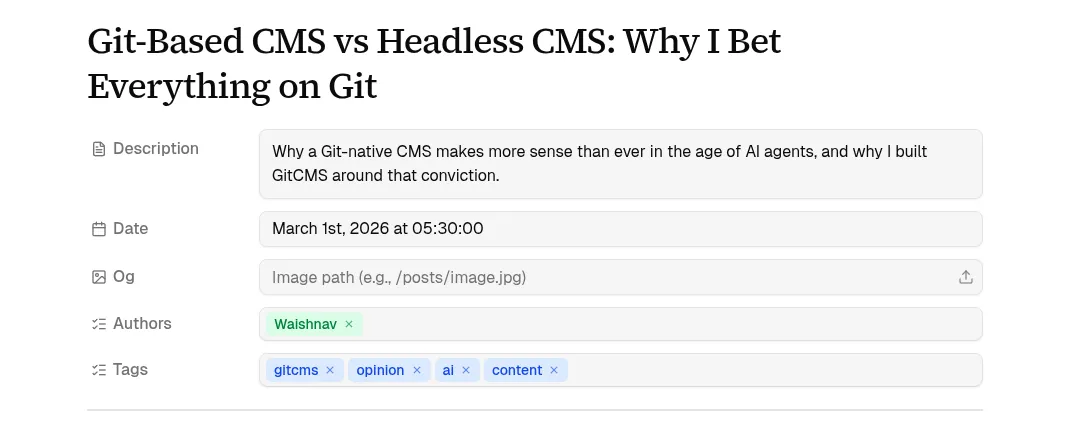 Git-Based CMS vs Headless CMS: Why I Bet
Everything on Git
Description
Why a Git-native CMS makes more sense than ever in the age of AI agents, and why I built
GitCMS around that conviction.
Date
March 1st, 2026 at 05:30:00
Og
Image path (e.g., /posts/image.jpg)
Authors
Waishnav ×
Tags
gitcms × opinion × ai × content ×